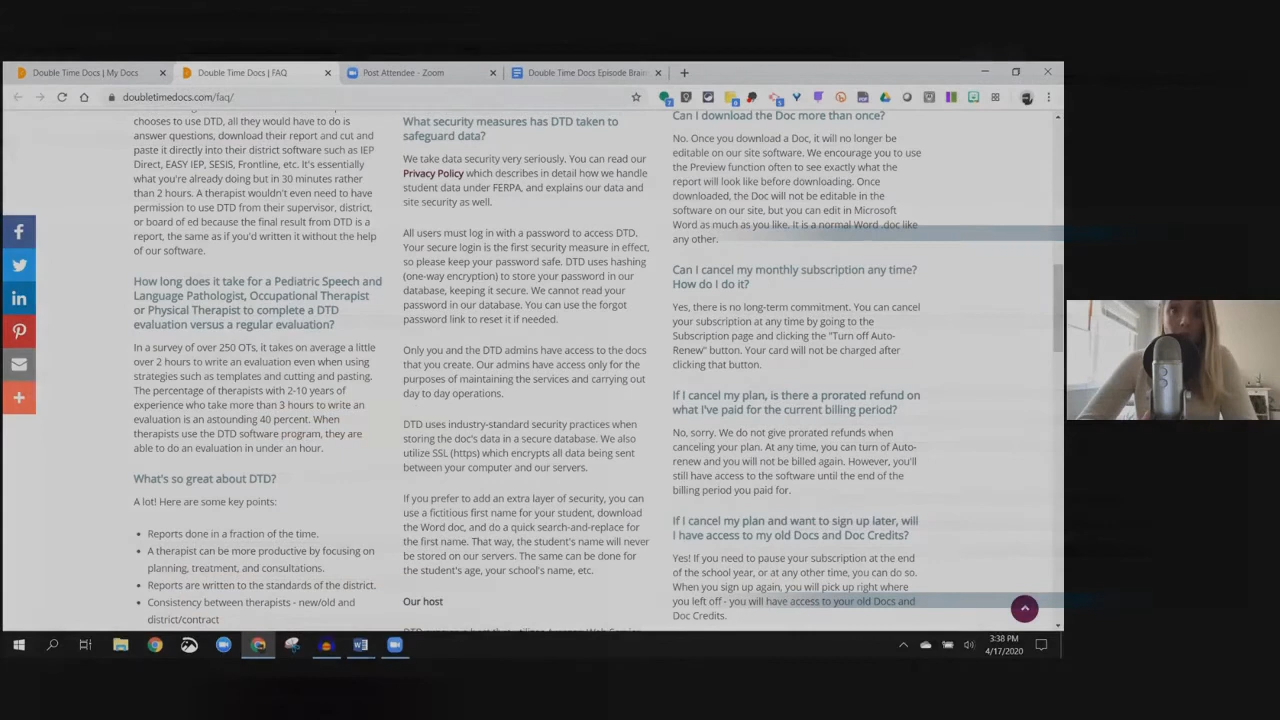 Double Time Docs | My Docs
Double Time Docs | FAQ
Post Attendee - Zoom
Double Time Docs Episode Brain
doubletimedocs.com/faq/
chooses to use DTD, all they would have to do is
answer questions, download their report and cut and
paste it directly into their district software such as IEP
Direct, EASY IEP, SESIS, Frontline, etc. It's essentially
what you're already doing but in 30 minutes rather
than 2 hours. A therapist wouldn't even need to have
permission to use DTD from their supervisor, district,
or board of ed because the final result from DTD is a
report, the same as if you'd written it without the help
of our software.
How long does it take for a Pediatric Speech and
Language Pathologist, Occupational Therapist
or Physical Therapist to complete a DTD
evaluation versus a regular evaluation?
In a survey of over 250 OTs, it takes on average a little
over 2 hours to write an evaluation even when using
strategies such as templates and cutting and pasting.
The percentage of therapists with 2-10 years of
experience who take more than 3 hours to write an
evaluation is an astounding 40 percent. When
therapists use the DTD software program, they are
able to do an evaluation in under an hour.
What's so great about DTD?
A lot! Here are some key points:
• Reports done in a fraction of the time.
• A therapist can be more productive by focusing on
planning, treatment, and consultations.
• Reports are written to the standards of the district.
• Consistency between therapists - new/old and
district/contract
What security measures has DTD taken to
safeguard data?
We take data security very seriously. You can read our
Privacy Policy which describes in detail how we handle
student data under FERPA, and explains our data and
site security as well.
All users must log in with a password to access DTD.
Your secure login is the first security measure in effect,
so please keep your password safe. DTD uses hashing
(one-way encryption) to store your password in our
database, keeping it secure. We cannot read your
password in our database. You can use the forgot
password link to reset it if needed.
Only you and the DTD admins have access to the docs
that you create. Our admins have access only for the
purposes of maintaining the services and carrying out
day to day operations.
DTD uses industry-standard security practices when
storing the doc's data in a secure database. We also
utilize SSL (https) which encrypts all data being sent
between your computer and our servers.
If you prefer to add an extra layer of security, you can
use a fictitious first name for your student, download
the Word doc, and do a quick search-and-replace for
the first name. That way, the student's name will never
be stored on our servers. The same can be done for
the student's age, your school's name, etc.
Our host
Can I download the Doc more than once?
No. Once you download a Doc, it will no longer be
editable on our site software. We encourage you to use
the Preview function often to see exactly what the
report will look like before downloading. Once
downloaded, the Doc will not be editable in the
software on our site, but you can edit in Microsoft
Word as much as you like. It is a normal Word .doc like
any other.
Can I cancel my monthly subscription any time?
How do I do it?
Yes, there is no long-term commitment. You can cancel
your subscription at any time by going to the
Subscription page and clicking the "Turn off Auto-
Renew" button. Your card will not be charged after
clicking that button.
If I cancel my plan, is there a prorated refund on
what I've paid for the current billing period?
No, sorry. We do not give prorated refunds when
canceling your plan. At any time, you can turn of Auto-
renew and you will not be billed again. However, you'll
still have access to the software until the end of the
billing period you paid for.
If I cancel my plan and want to sign up later, will
I have access to my old Docs and Doc Credits?
Yes! If you need to pause your subscription at the end
of the school year, or at any other time, you can do so.
When you sign up again, you will pick up right where
you left off - you will have access to your old Docs and
Doc Credits.
3:38 PM
4/17/2020